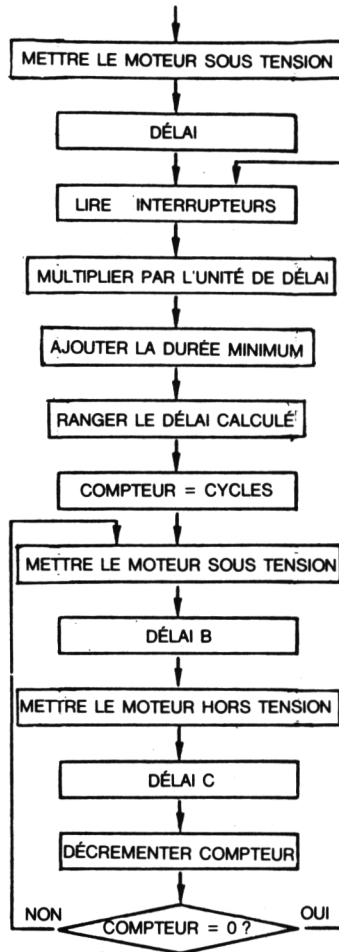 METTRE LE MOTEUR SOUS TENSION
DÉLAI
LIRE INTERRUPTEURS
MULTIPLIER PAR L'UNITÉ DE DÉLAI
AJOUTER LA DURÉE MINIMUM
RANGER LE DÉLAI CALCULÉ
COMPTEUR = CYCLES
METTRE LE MOTEUR SOUS TENSION
DÉLAI B
METTRE LE MOTEUR HORS TENSION
DÉLAI C
DÉCREMENTER COMPTEUR
NON
COMPTEUR = 0 ?
OUI